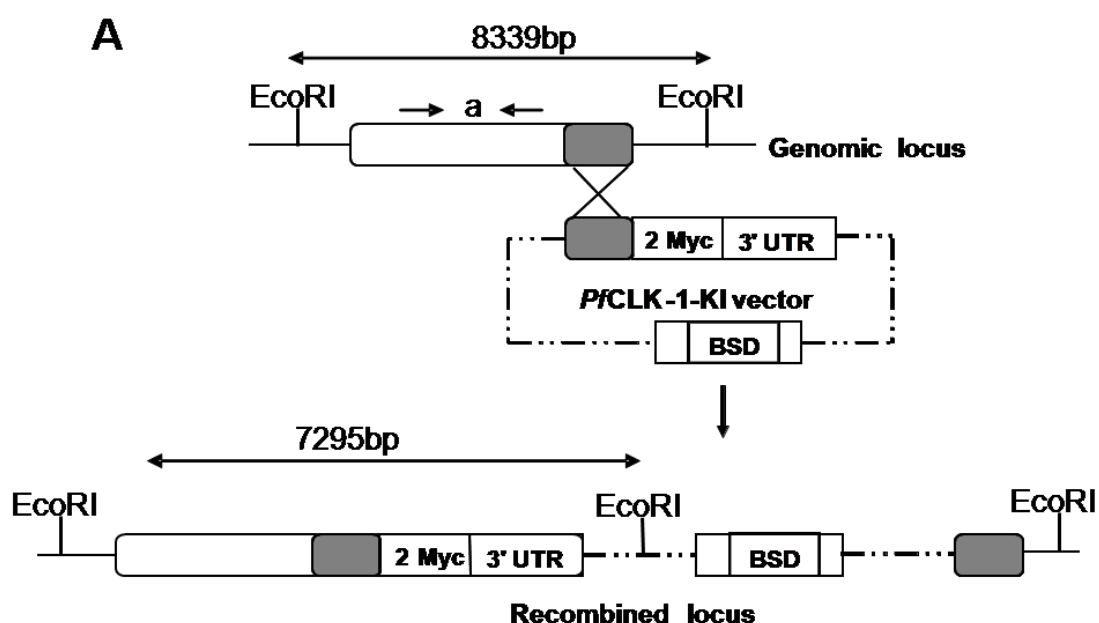 A
8339bp
EcoRI
EcoRI
a
Genomic locus
2 Myc
3' UTR
PfCLK-1-KI vector
BSD
7295bp
EcoRI
EcoRI
EcoRI
2 Myc
3' UTR
BSD
Recombined locus